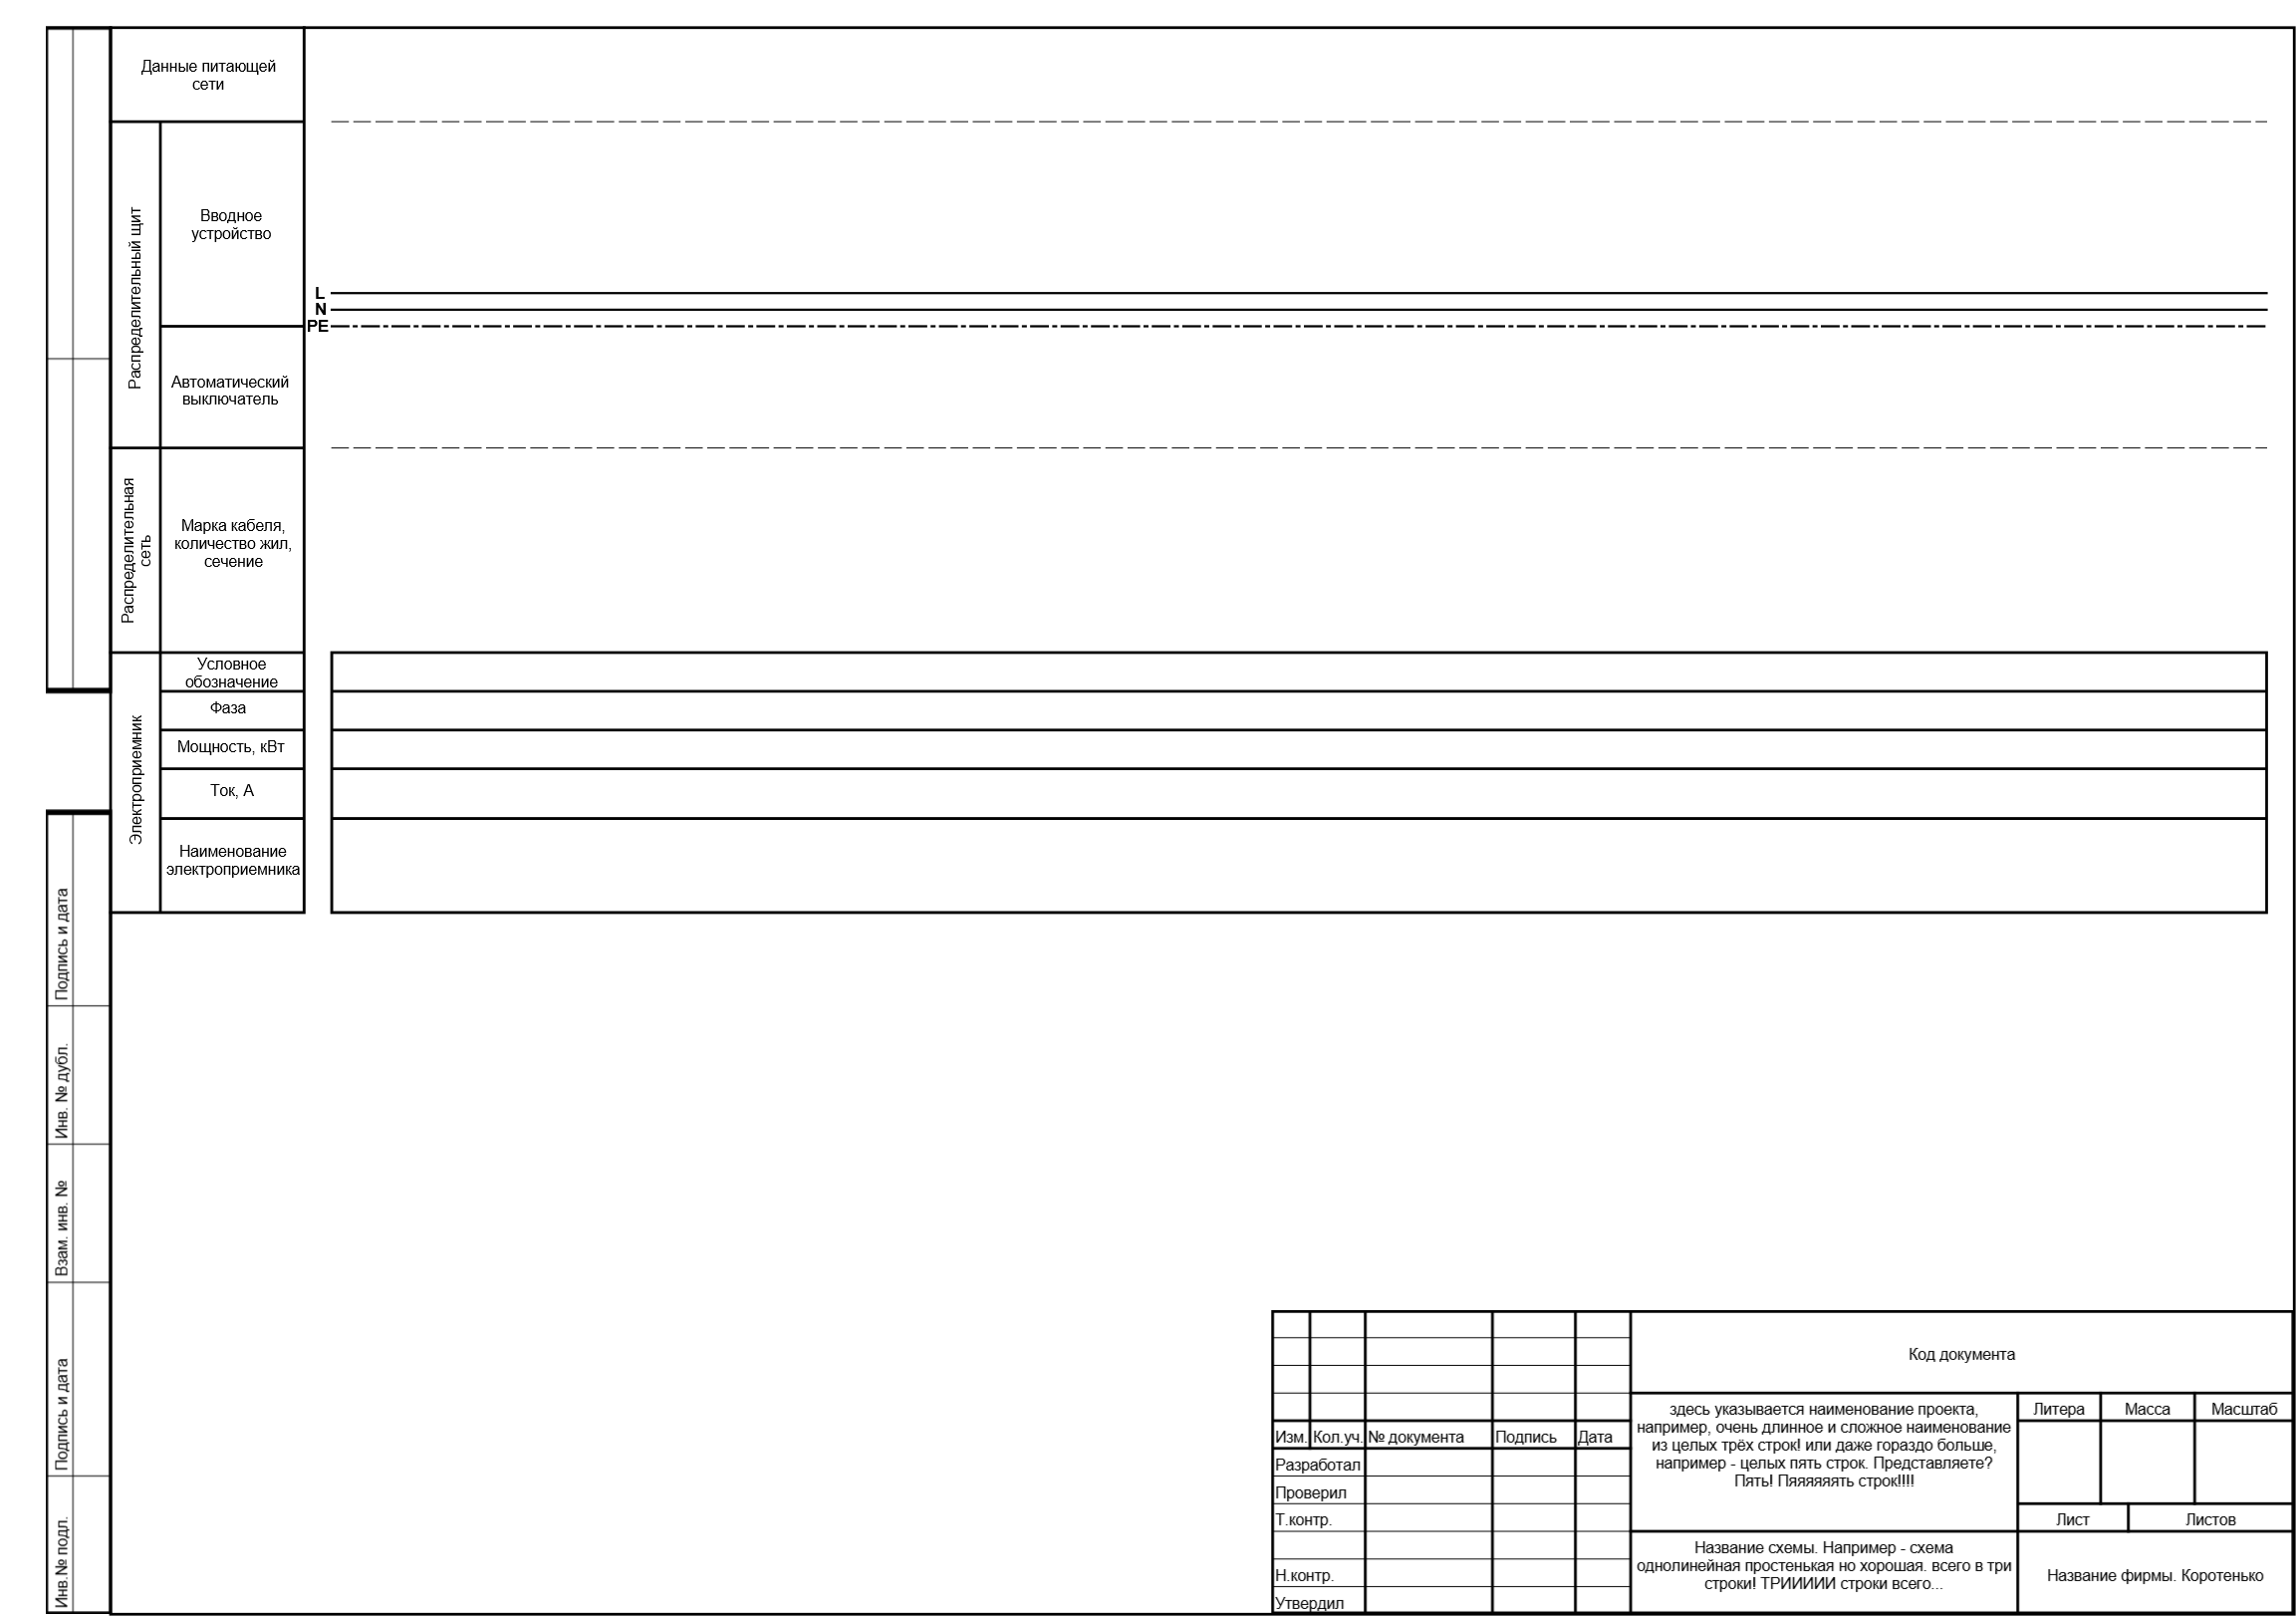 Данные питающей
сети
Распределительный щит
Вводное
устройство
L
N
PE
Автоматический
выключатель
Распределительная
сеть
Марка кабеля,
количество жил,
сечение
Электроприемник
Условное
обозначение
Фаза
Мощность, кВт
Ток, А
Наименование
электроприемника
Подпись и дата
Инв. № дубл.
Взам. инв. №
Подпись и дата
Инв.№ подл.
Код документа
здесь указывается наименование проекта,
например, очень длинное и сложное наименование
из целых трёх строк! или даже гораздо больше,
например - целых пять строк. Представляете?
Пять! Пяяяяяять строк!!!!
Литера
Масса
Масштаб
Изм.
Кол.уч.
№ документа
Подпись
Дата
Разработал
Проверил
Т.контр.
Лист
Листов
Название схемы. Например - схема
однолинейная простенькая но хорошая. всего в три
строки! ТРИИИИИ строки всего...
Название фирмы. Коротенько
Н.контр.
Утвердил